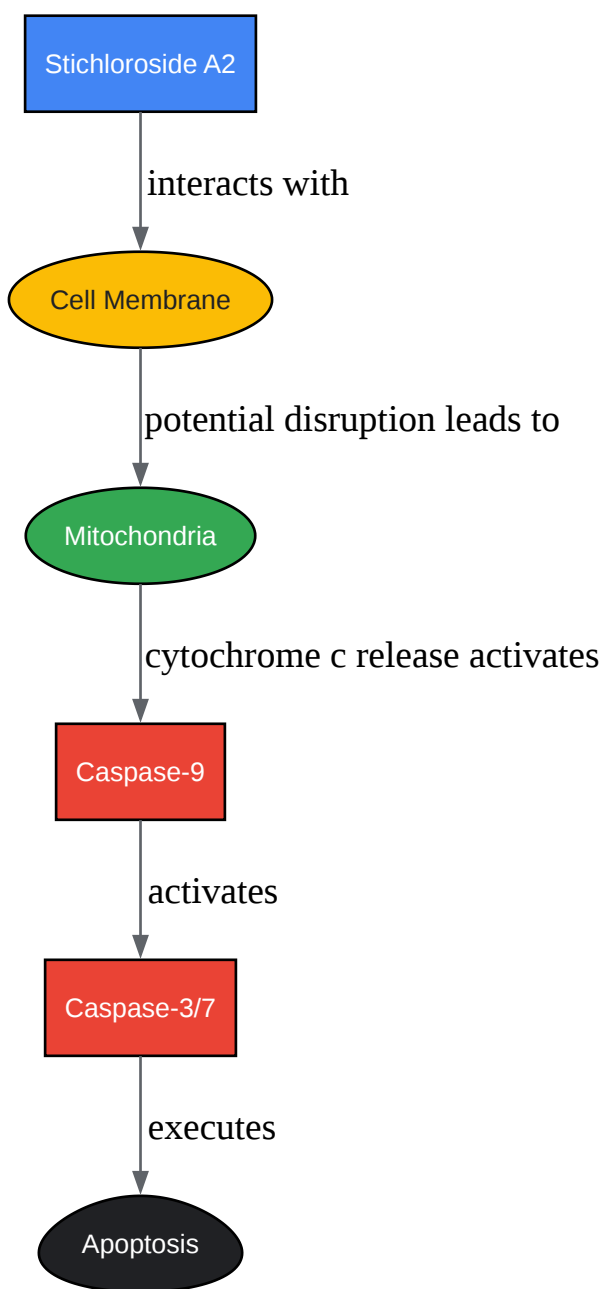 Stichloroside A2
interacts with
Cell Membrane
potential disruption leads to
Mitochondria
cytochrome c release activates
Caspase-9
activates
Caspase-3/7
executes
Apoptosis